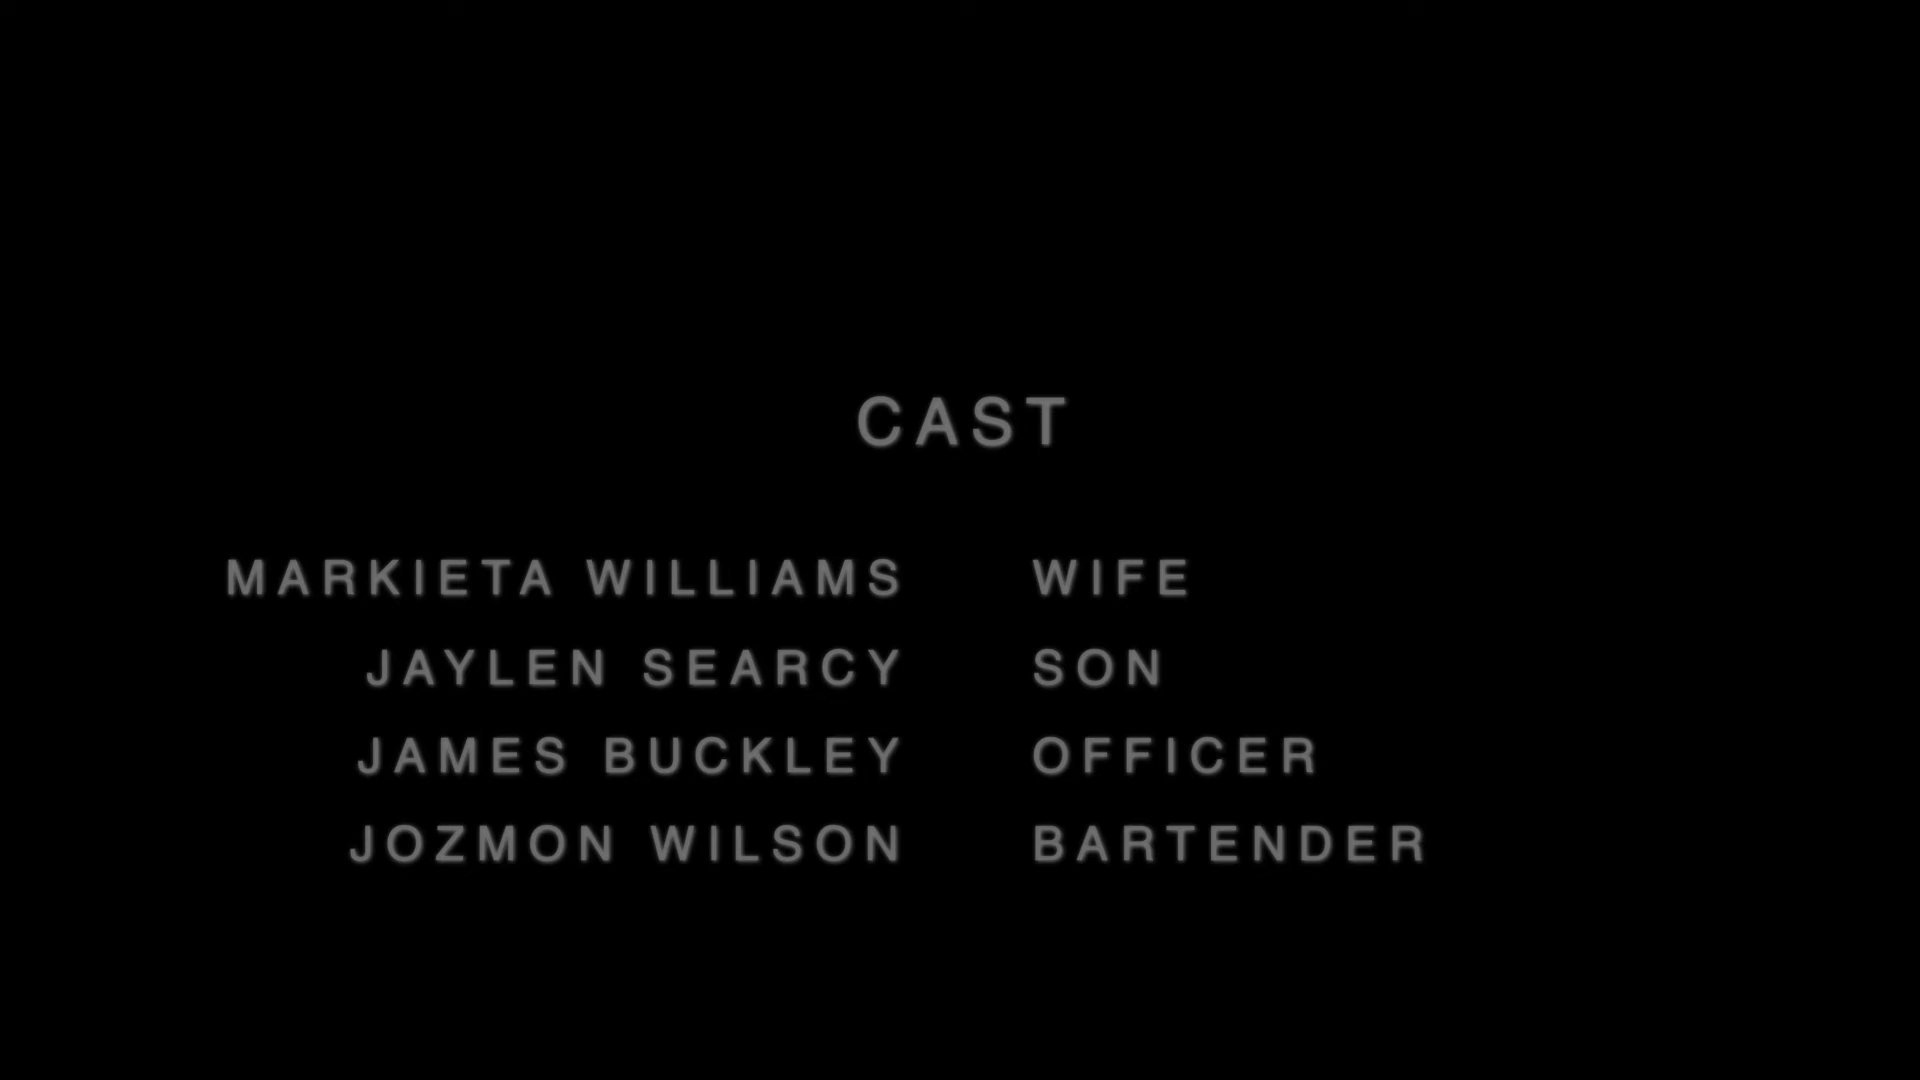 CAST
MARKIETA WILLIAMS WIFE
JAYLEN SEARCY SON
JAMES BUCKLEY OFFICER
JOZMON WILSON BARTENDER